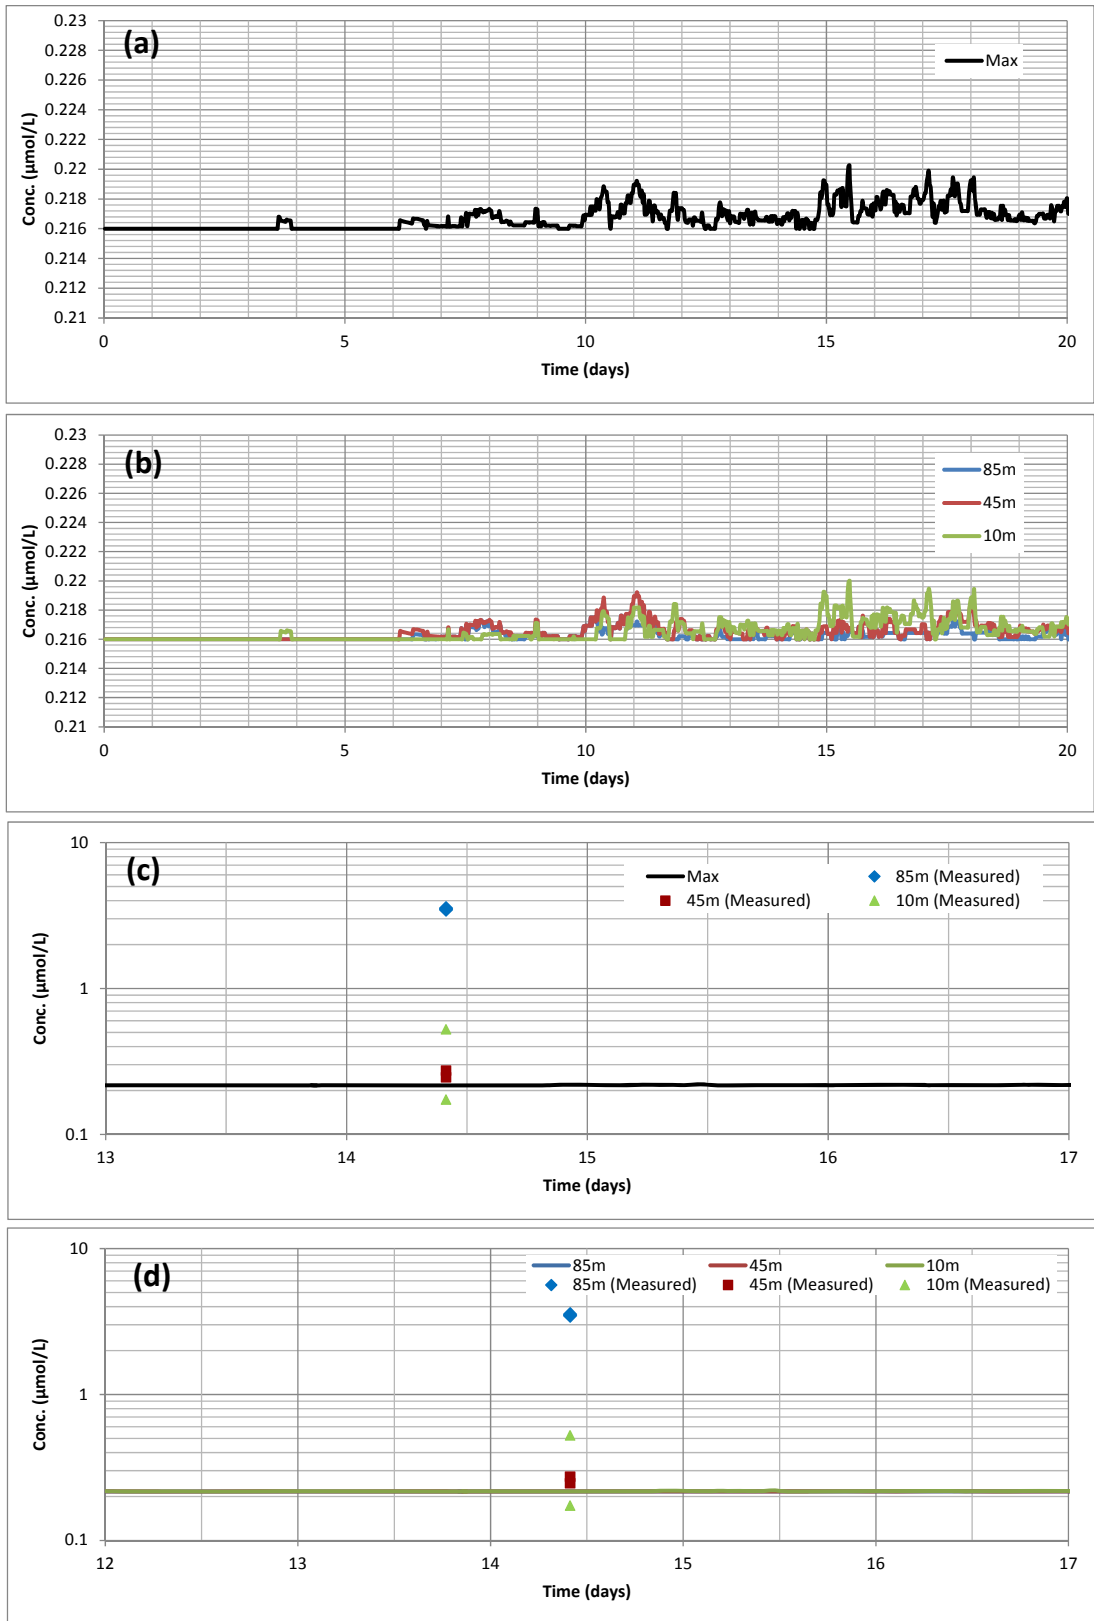 (a)
Conc. (µmol/L)
0.23
0.228
0.226
0.224
0.222
0.22
0.218
0.216
0.214
0.212
0.21
Max
0 5 10 15 20
Time (days)
(b)
Conc. (µmol/L)
0.23
0.228
0.226
0.224
0.222
0.22
0.218
0.216
0.214
0.212
0.21
85m
45m
10m
0 5 10 15 20
Time (days)
(c)
Conc. (µmol/L)
10
1
0.1
Max 85m (Measured)
45m (Measured) 10m (Measured)
13 14 15 16 17
Time (days)
(d)
Conc. (µmol/L)
10
1
0.1
85m 45m 10m
85m (Measured) 45m (Measured) 10m (Measured)
12 13 14 15 16 17
Time (days)